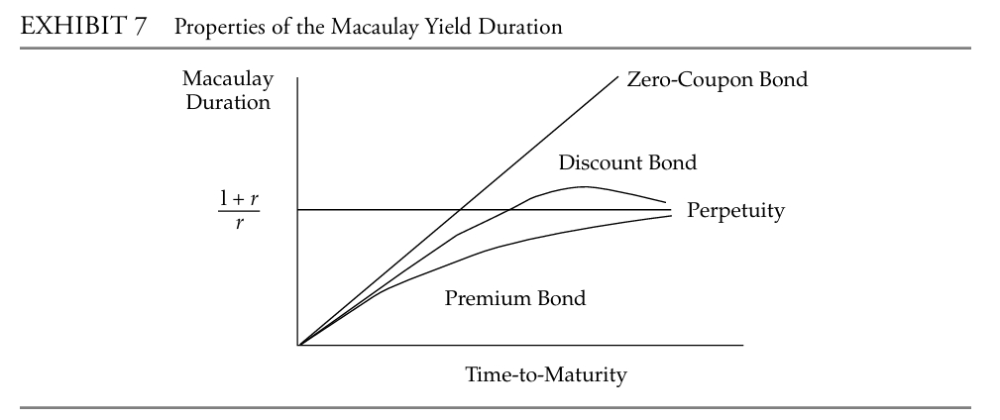 EXHIBIT 7 Properties of the Macaulay Yield Duration
Macaulay
Duration
Zero-Coupon Bond
Discount Bond
1 + r
r
Perpetuity
Premium Bond
Time-to-Maturity